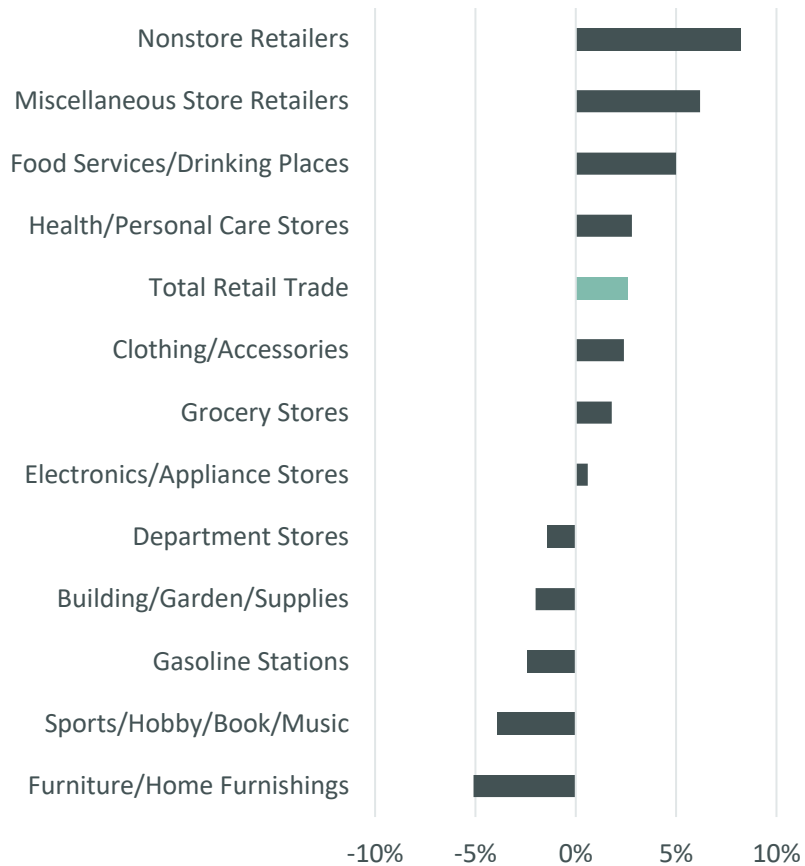 Nonstore Retailers
Miscellaneous Store Retailers
Food Services/Drinking Places
Health/Personal Care Stores
Total Retail Trade
Clothing/Accessories
Grocery Stores
Electronics/Appliance Stores
Department Stores
Building/Garden/Supplies
Gasoline Stations
Sports/Hobby/Book/Music
Furniture/Home Furnishings
-10% -5% 0% 5% 10%